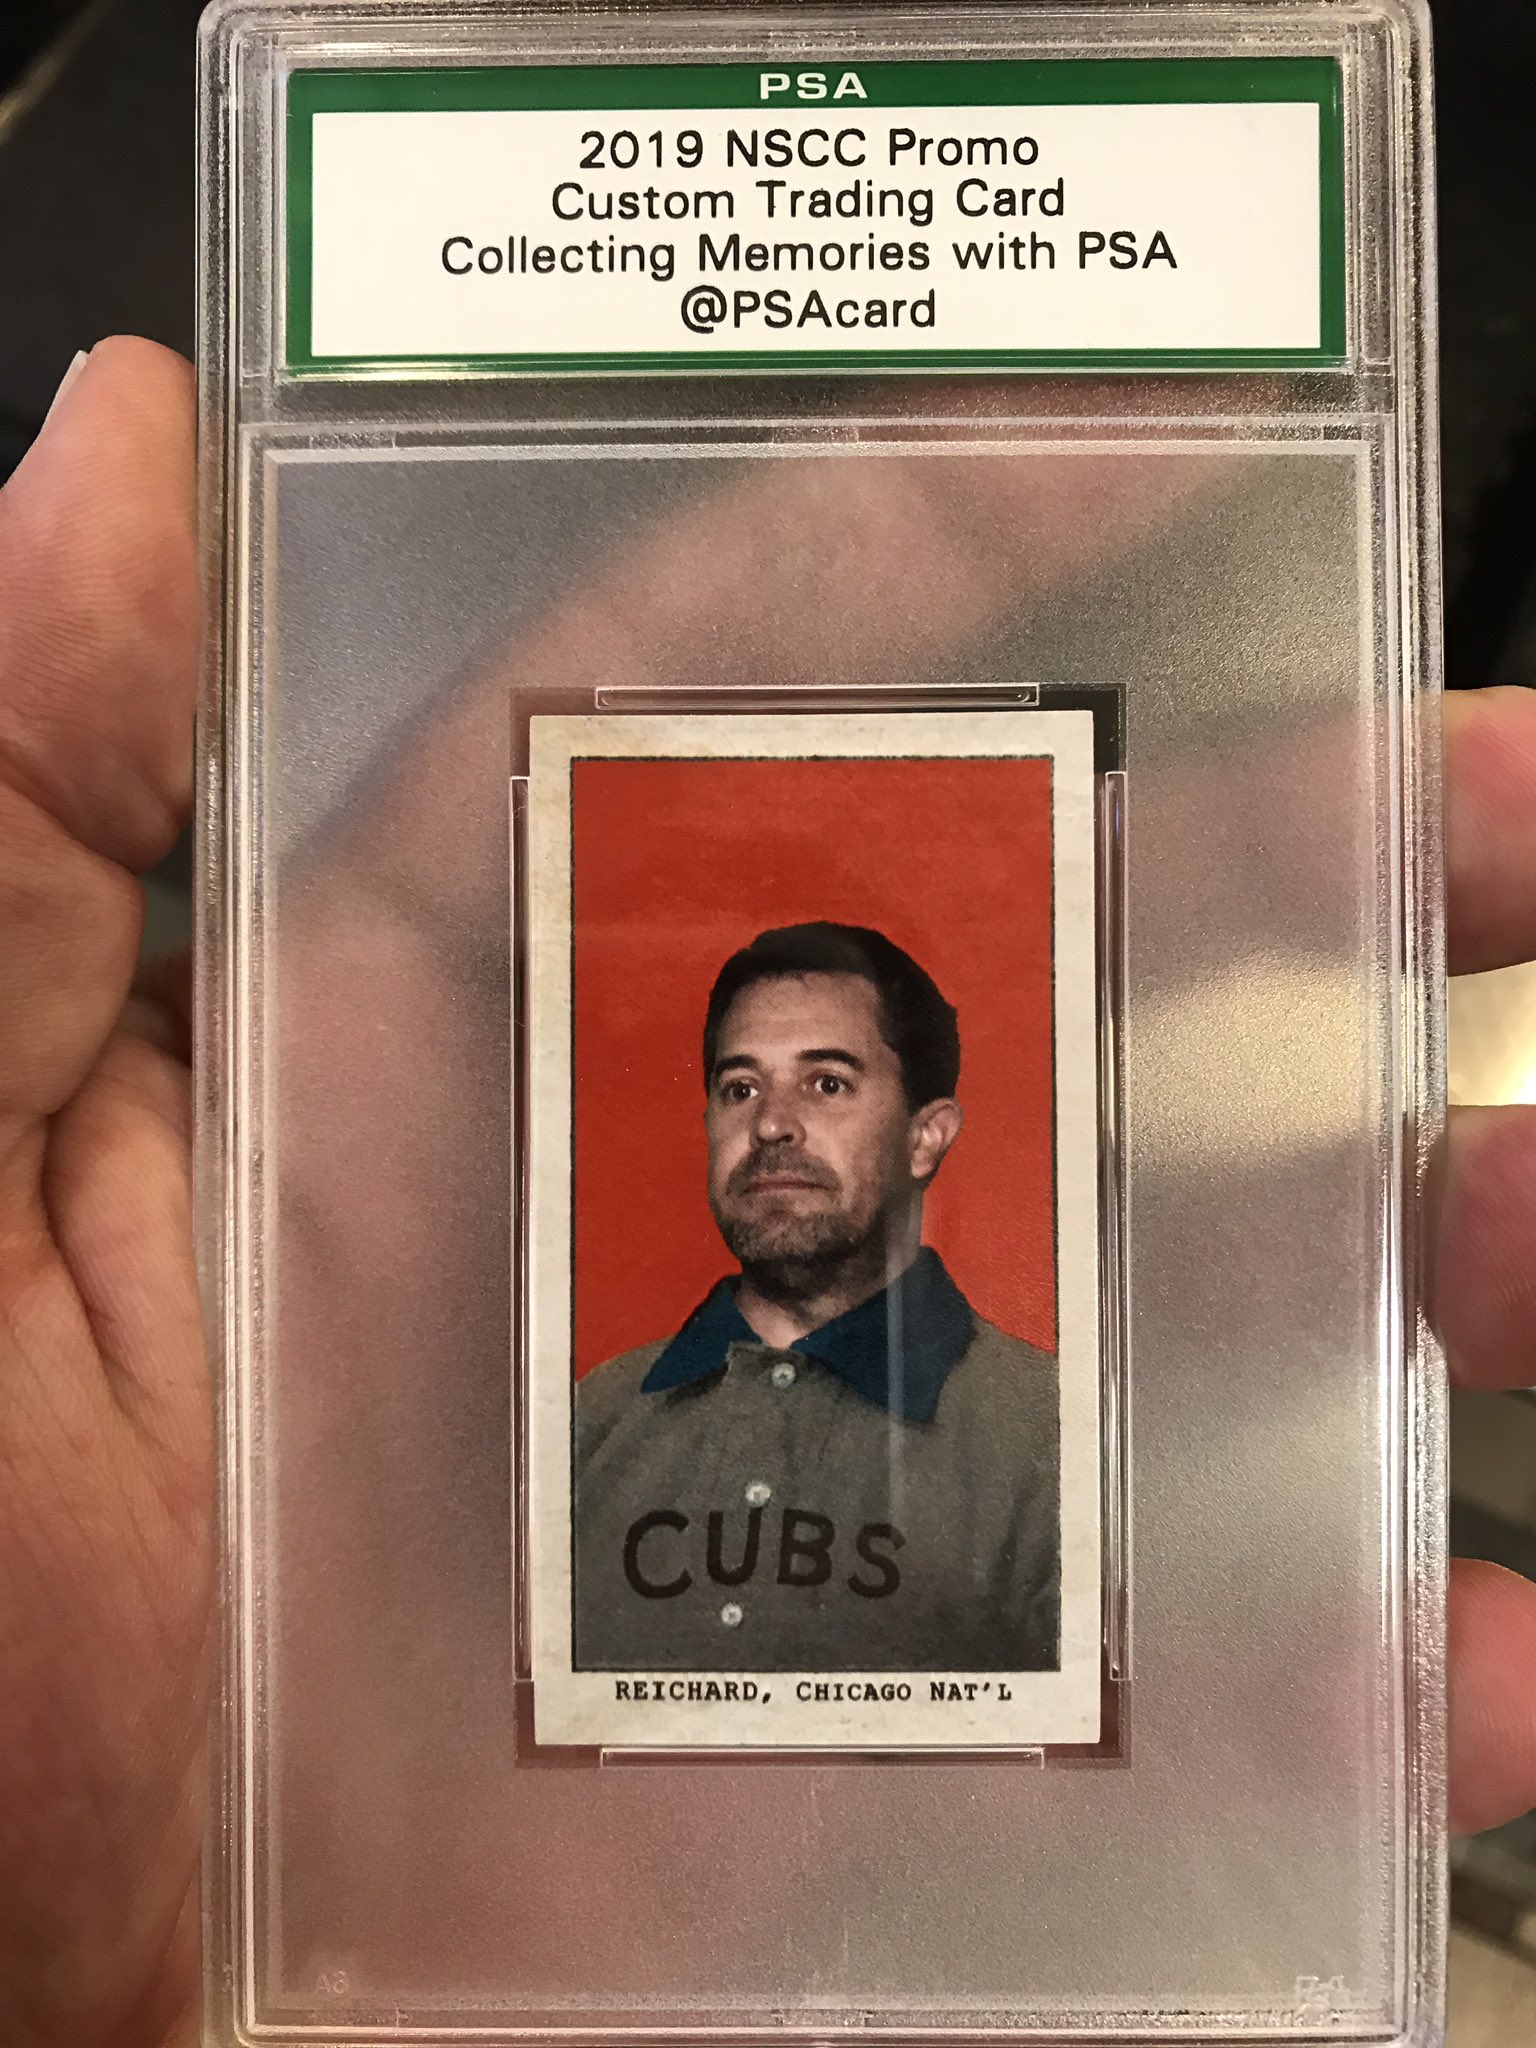 PSA
2019 NSCC Promo
Custom Trading Card
Collecting Memories with PSA
@PSAcard
CUBS
REICHARD, CHICAGO NAT'L